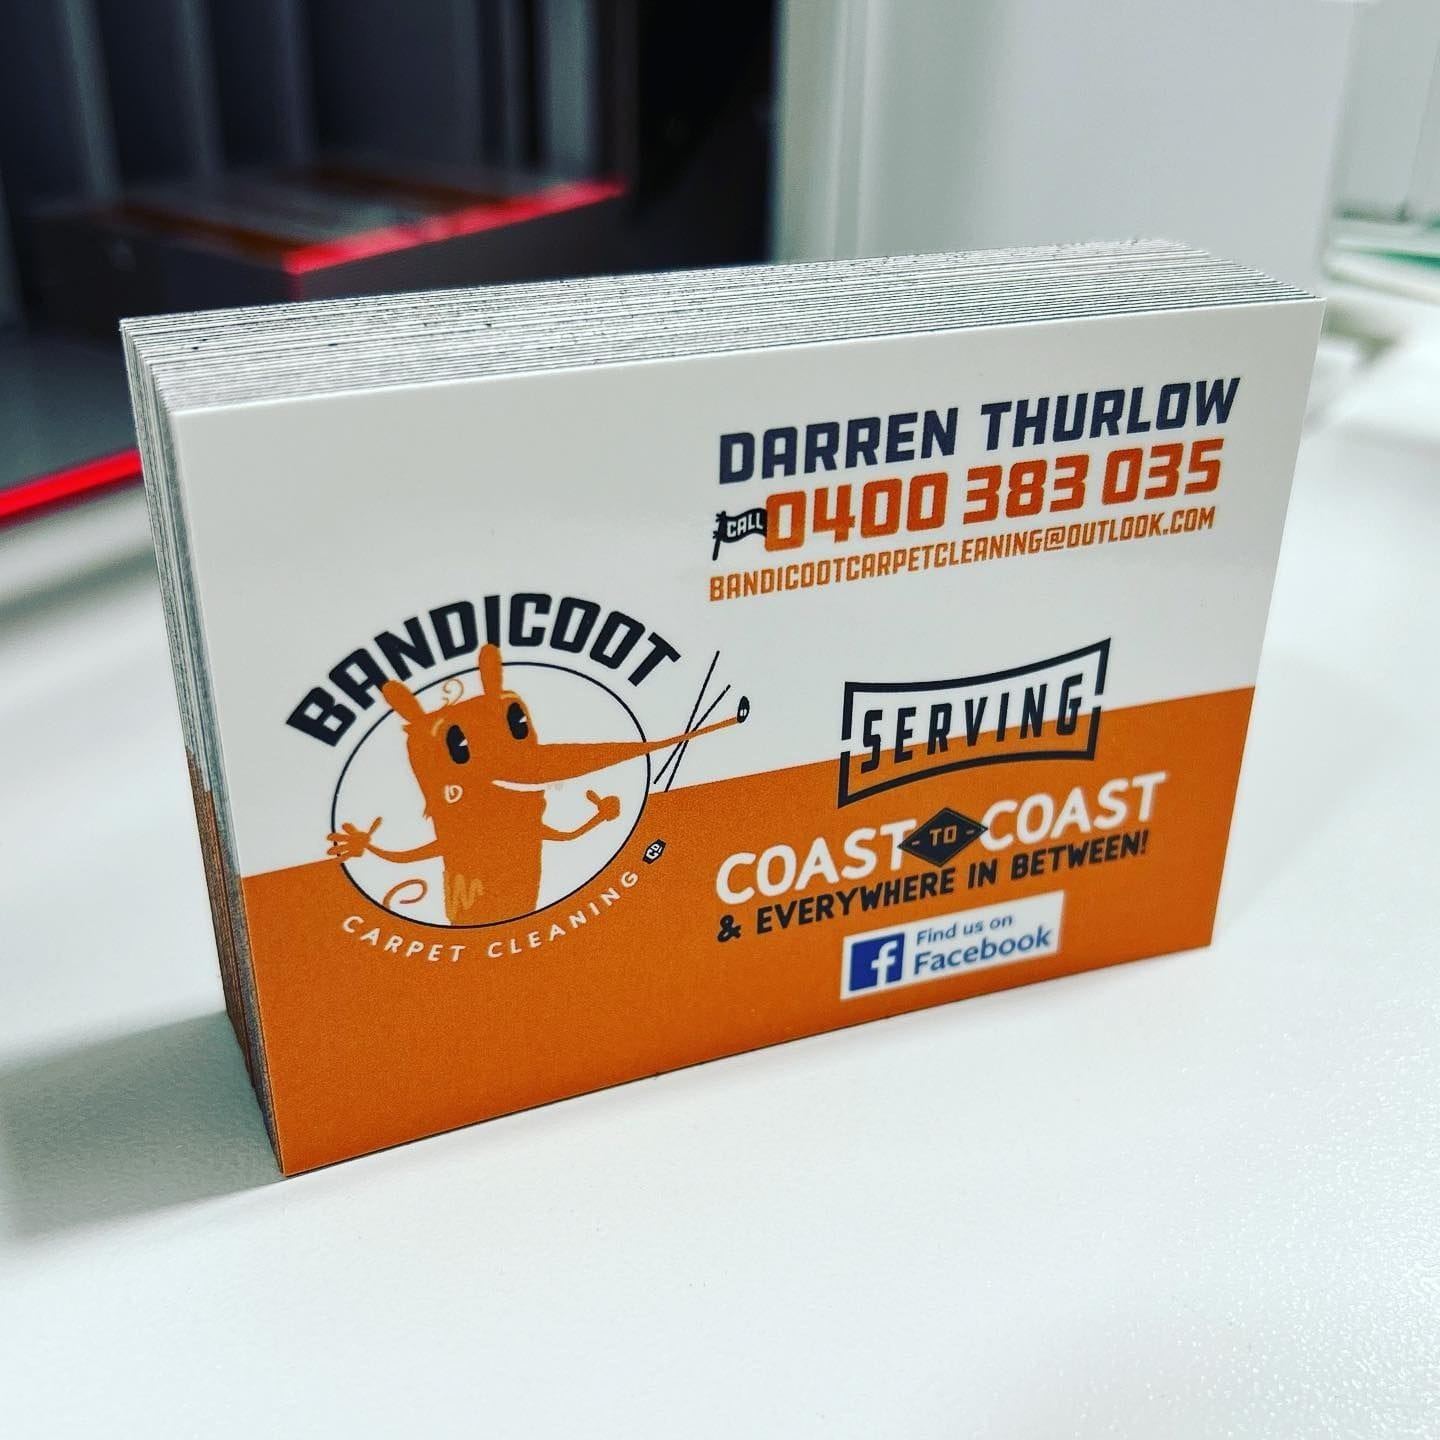 DARREN THURLOW
CALL 0400 383 035
BANDICOOTCARPETCLEANING@OUTLOOK.COM
BANDICOOT
CARPET CLEANING CO
SERVING
COAST - TO - COAST
& EVERYWHERE IN BETWEEN!
f Find us on
Facebook